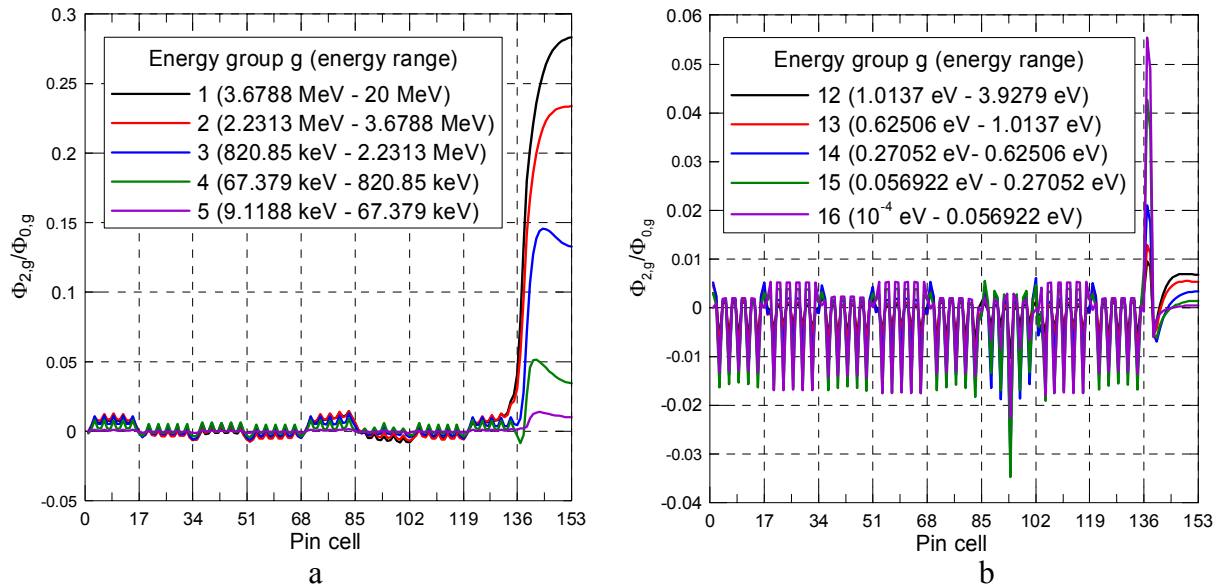 0.3
0.25
0.2
0.15
0.1
0.05
0
-0.05
Φ2,g/Φ0,g
Energy group g (energy range)
1 (3.6788 MeV - 20 MeV)
2 (2.2313 MeV - 3.6788 MeV)
3 (820.85 keV - 2.2313 MeV)
4 (67.379 keV - 820.85 keV)
5 (9.1188 keV - 67.379 keV)
0 17 34 51 68 85 102 119 136 153
Pin cell
a
0.06
0.05
0.04
0.03
0.02
0.01
0
-0.01
-0.02
-0.03
-0.04
Φ2,g/Φ0,g
Energy group g (energy range)
12 (1.0137 eV - 3.9279 eV)
13 (0.62506 eV - 1.0137 eV)
14 (0.27052 eV- 0.62506 eV)
15 (0.056922 eV - 0.27052 eV)
16 (10⁻⁴ eV - 0.056922 eV)
0 17 34 51 68 85 102 119 136 153
Pin cell
b